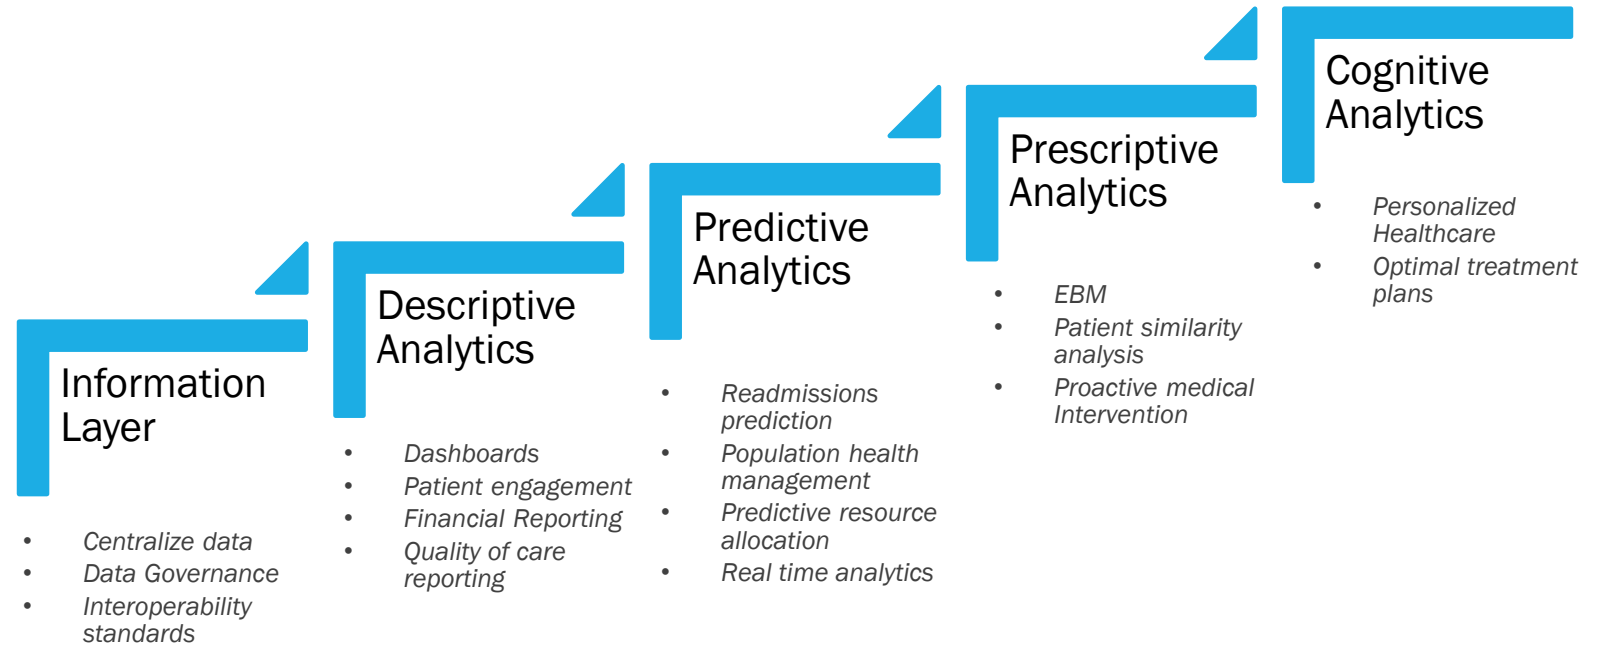 Information
Layer
• Centralize data
• Data Governance
• Interoperability
standards
Descriptive
Analytics
• Dashboards
• Patient engagement
• Financial Reporting
• Quality of care
reporting
Predictive
Analytics
• Readmissions
prediction
• Population health
management
• Predictive resource
allocation
• Real time analytics
Prescriptive
Analytics
• EBM
• Patient similarity
analysis
• Proactive medical
Intervention
Cognitive
Analytics
• Personalized
Healthcare
• Optimal treatment
plans